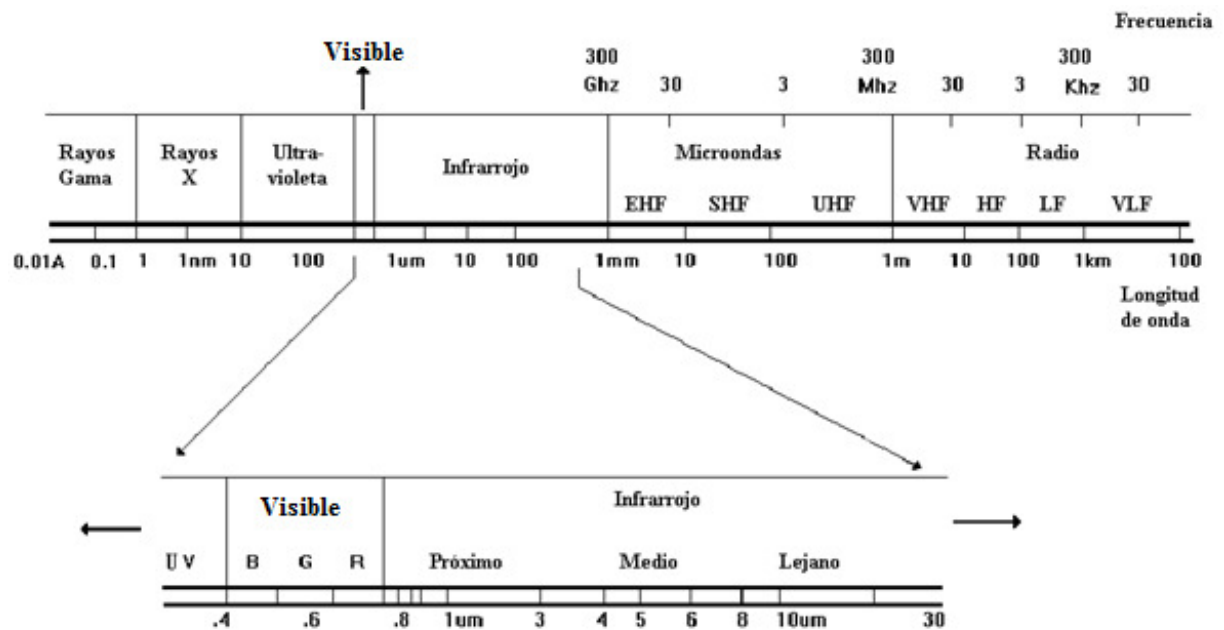 Frecuencia
Visible
300 300 300
Ghz 30 3 Mhz 30 3 Khz 30
Rayos Rayos Ultra-
Gama X violeta Infrarrojo Microondas Radio
EHF SHF UHF VHF HF LF VLF
0.01A 0.1 1 1nm 10 100 1um 10 100 1mm 10 100 1m 10 100 1km 100
Longitud
de onda
Visible Infrarrojo
UV B G R Próximo Medio Lejano
.4 .6 .8 1um 3 4 5 6 8 10um 30